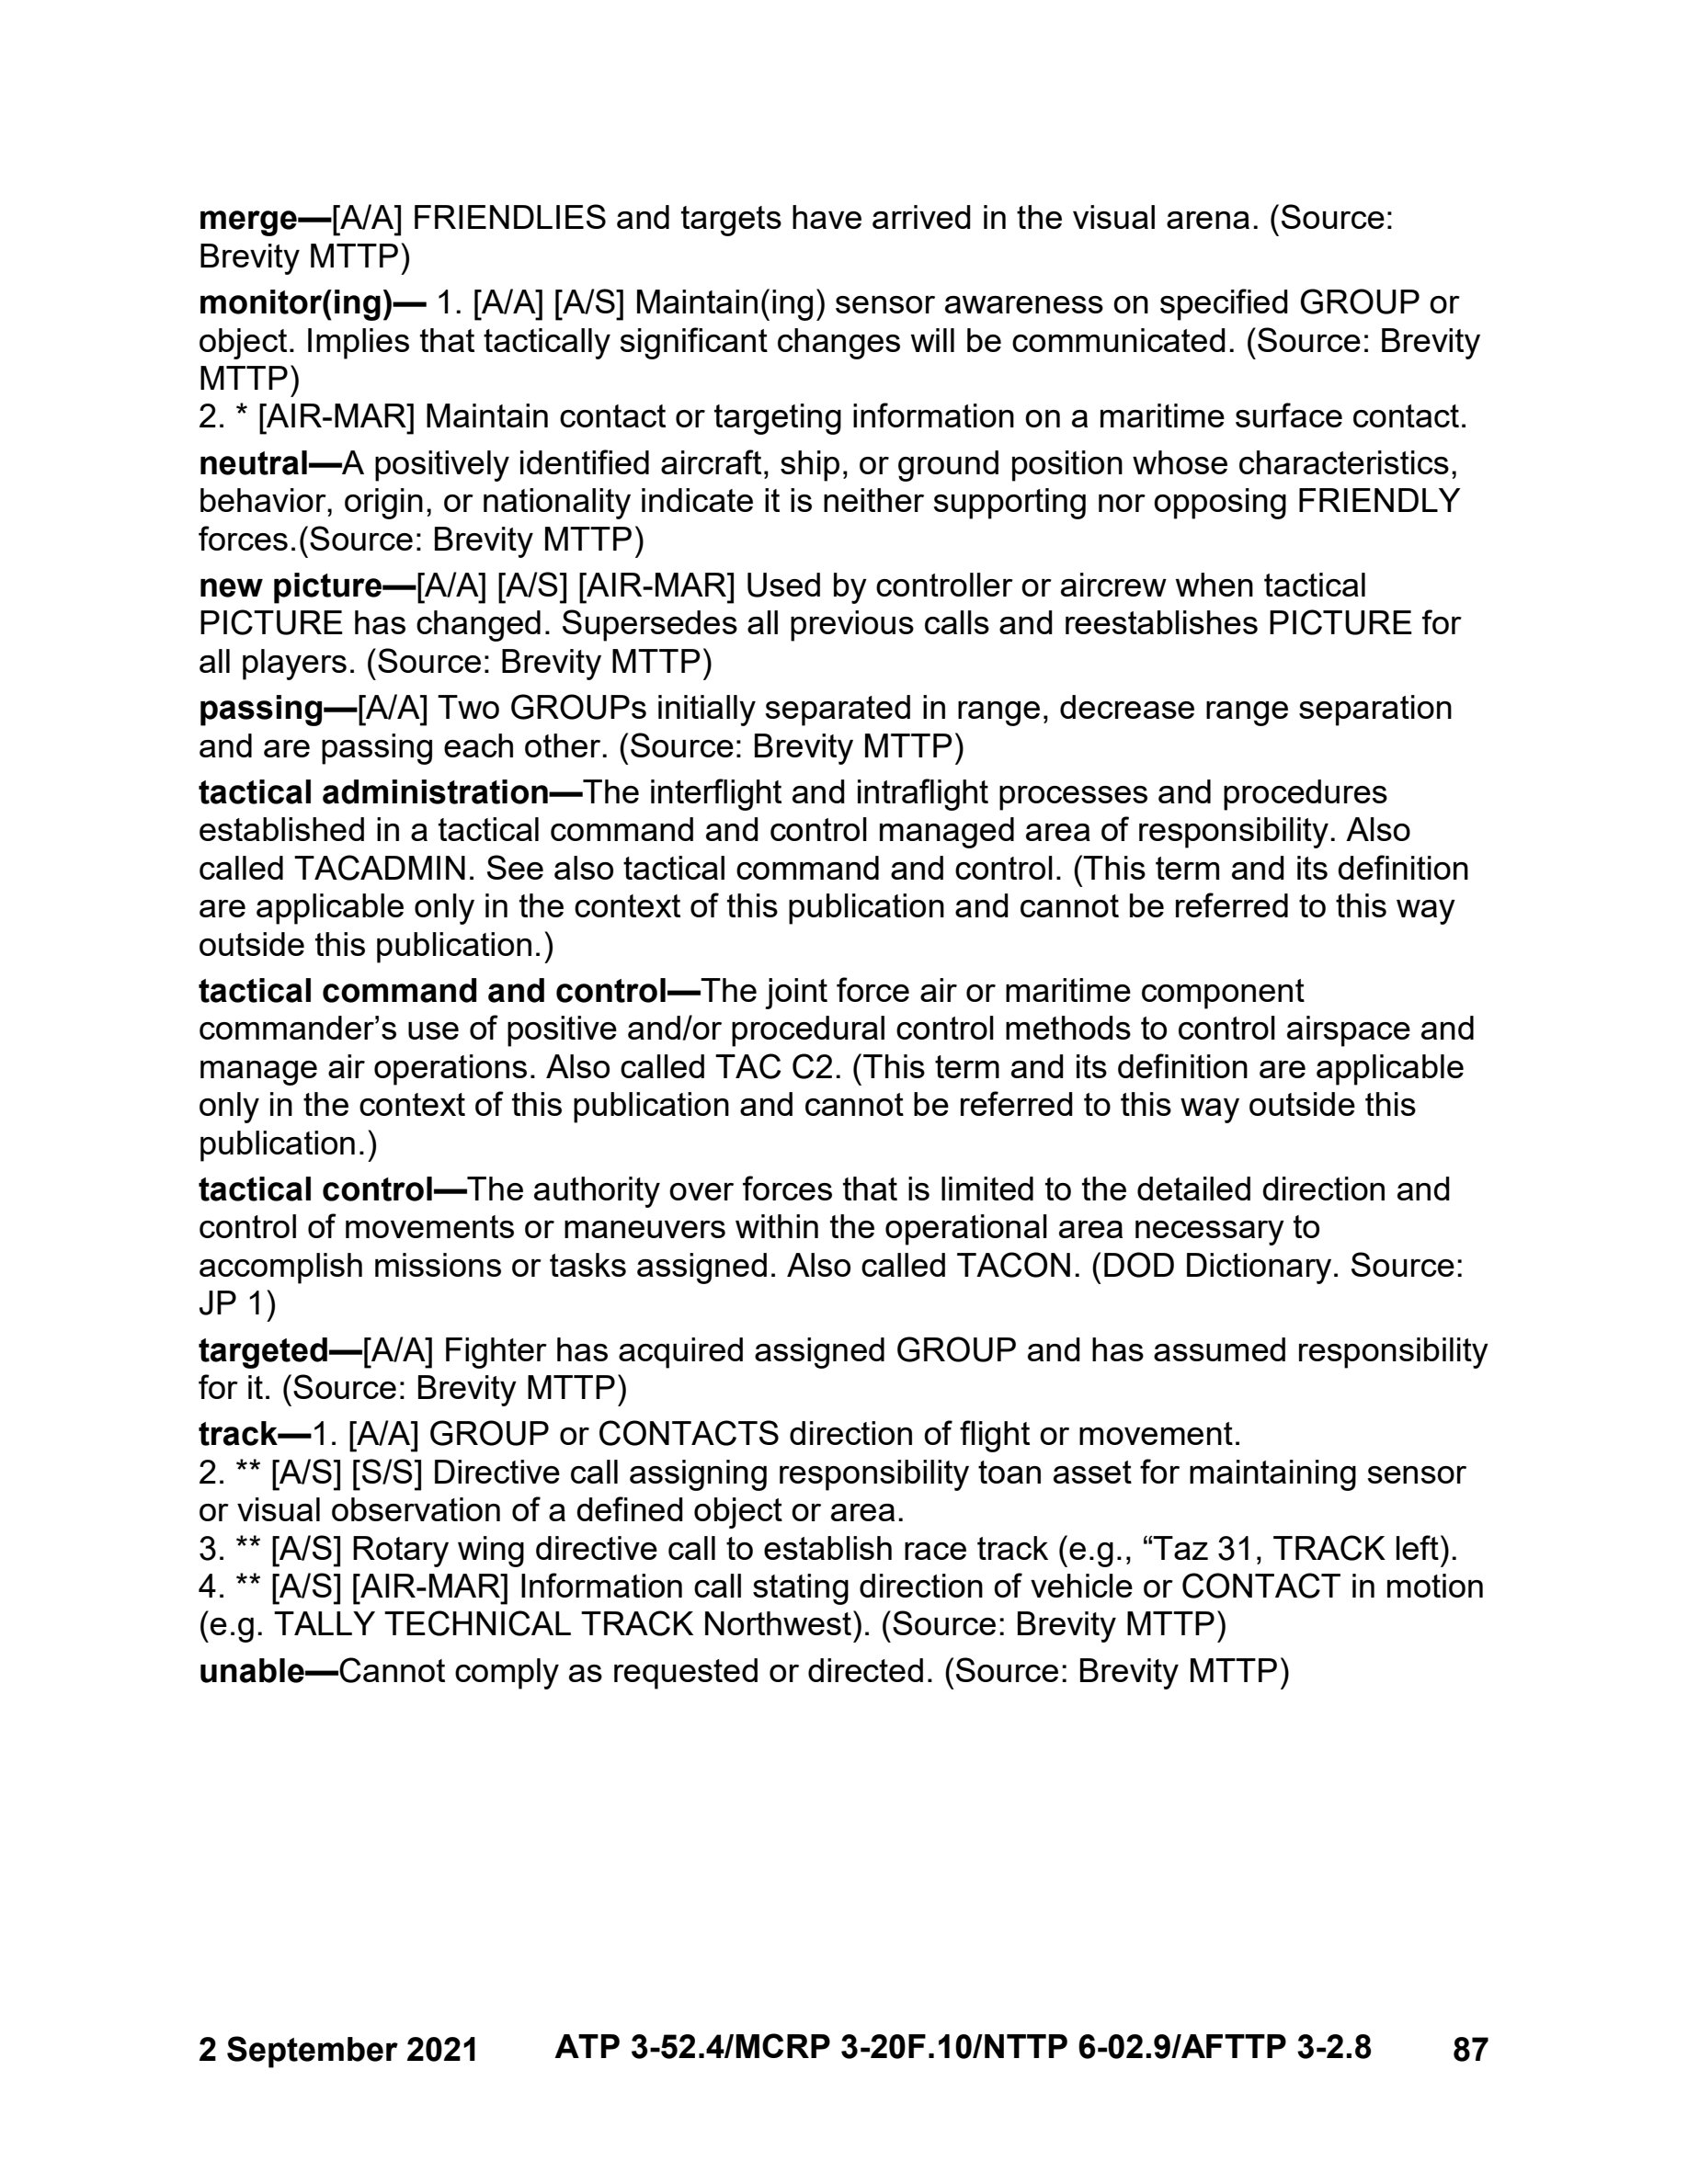 merge—[A/A] FRIENDLIES and targets have arrived in the visual arena. (Source:
Brevity MTTP)
monitor(ing)— 1. [A/A] [A/S] Maintain(ing) sensor awareness on specified GROUP or
object. Implies that tactically significant changes will be communicated. (Source: Brevity
MTTP)
2. * [AIR-MAR] Maintain contact or targeting information on a maritime surface contact.
neutral—A positively identified aircraft, ship, or ground position whose characteristics,
behavior, origin, or nationality indicate it is neither supporting nor opposing FRIENDLY
forces.(Source: Brevity MTTP)
new picture—[A/A] [A/S] [AIR-MAR] Used by controller or aircrew when tactical
PICTURE has changed. Supersedes all previous calls and reestablishes PICTURE for
all players. (Source: Brevity MTTP)
passing—[A/A] Two GROUPs initially separated in range, decrease range separation
and are passing each other. (Source: Brevity MTTP)
tactical administration—The interflight and intraflight processes and procedures
established in a tactical command and control managed area of responsibility. Also
called TACADMIN. See also tactical command and control. (This term and its definition
are applicable only in the context of this publication and cannot be referred to this way
outside this publication.)
tactical command and control—The joint force air or maritime component
commander’s use of positive and/or procedural control methods to control airspace and
manage air operations. Also called TAC C2. (This term and its definition are applicable
only in the context of this publication and cannot be referred to this way outside this
publication.)
tactical control—The authority over forces that is limited to the detailed direction and
control of movements or maneuvers within the operational area necessary to
accomplish missions or tasks assigned. Also called TACON. (DOD Dictionary. Source:
JP 1)
targeted—[A/A] Fighter has acquired assigned GROUP and has assumed responsibility
for it. (Source: Brevity MTTP)
track—1. [A/A] GROUP or CONTACTS direction of flight or movement.
2. ** [A/S] [S/S] Directive call assigning responsibility toan asset for maintaining sensor
or visual observation of a defined object or area.
3. ** [A/S] Rotary wing directive call to establish race track (e.g., “Taz 31, TRACK left).
4. ** [A/S] [AIR-MAR] Information call stating direction of vehicle or CONTACT in motion
(e.g. TALLY TECHNICAL TRACK Northwest). (Source: Brevity MTTP)
unable—Cannot comply as requested or directed. (Source: Brevity MTTP)
2 September 2021 ATP 3-52.4/MCRP 3-20F.10/NTTP 6-02.9/AFTTP 3-2.8 87